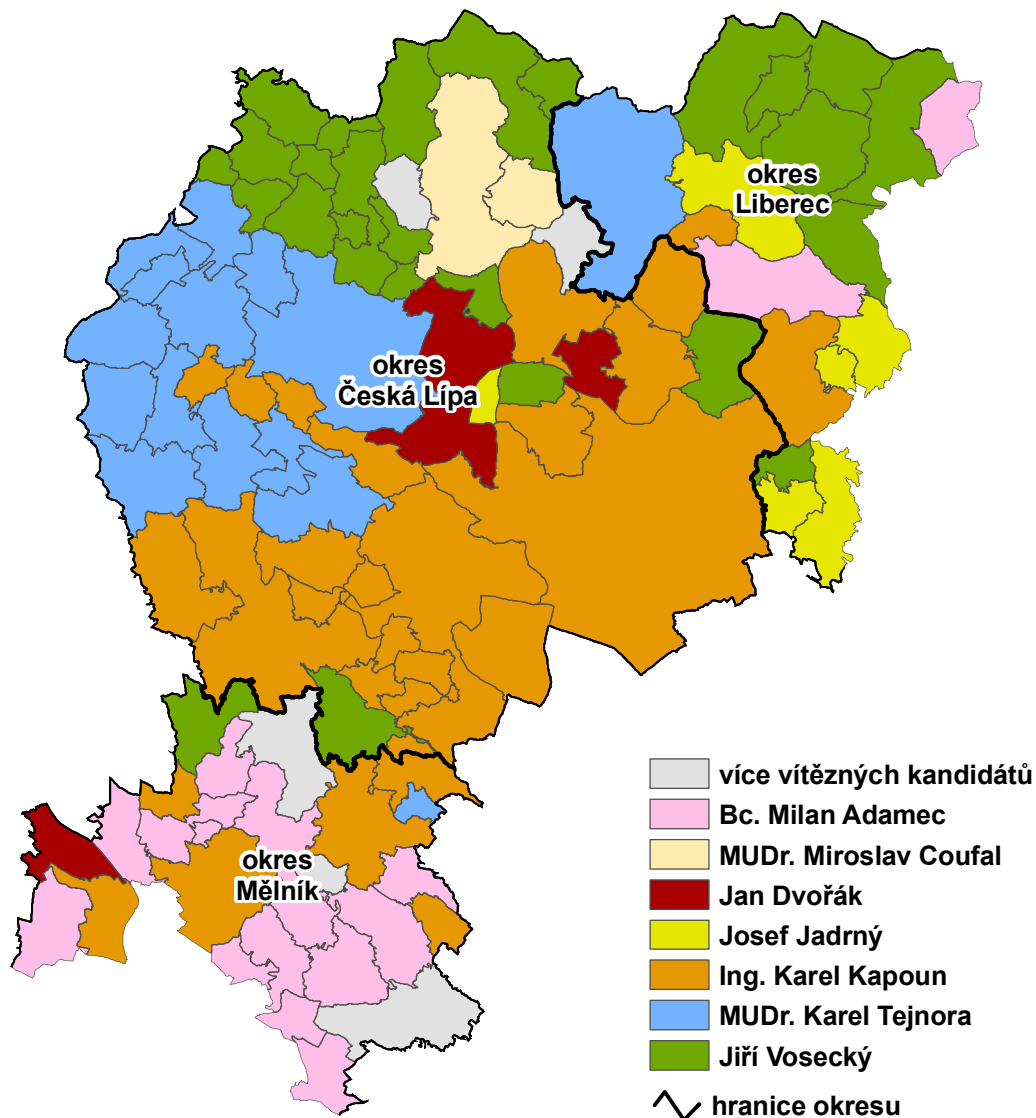 okres
Liberec
okres
Česká Lípa
okres
Mělník
více vítězných kandidátů
Bc. Milan Adamec
MUDr. Miroslav Coufal
Jan Dvořák
Josef Jadrný
Ing. Karel Kapoun
MUDr. Karel Tejnora
Jiří Vosecký
hranice okresu